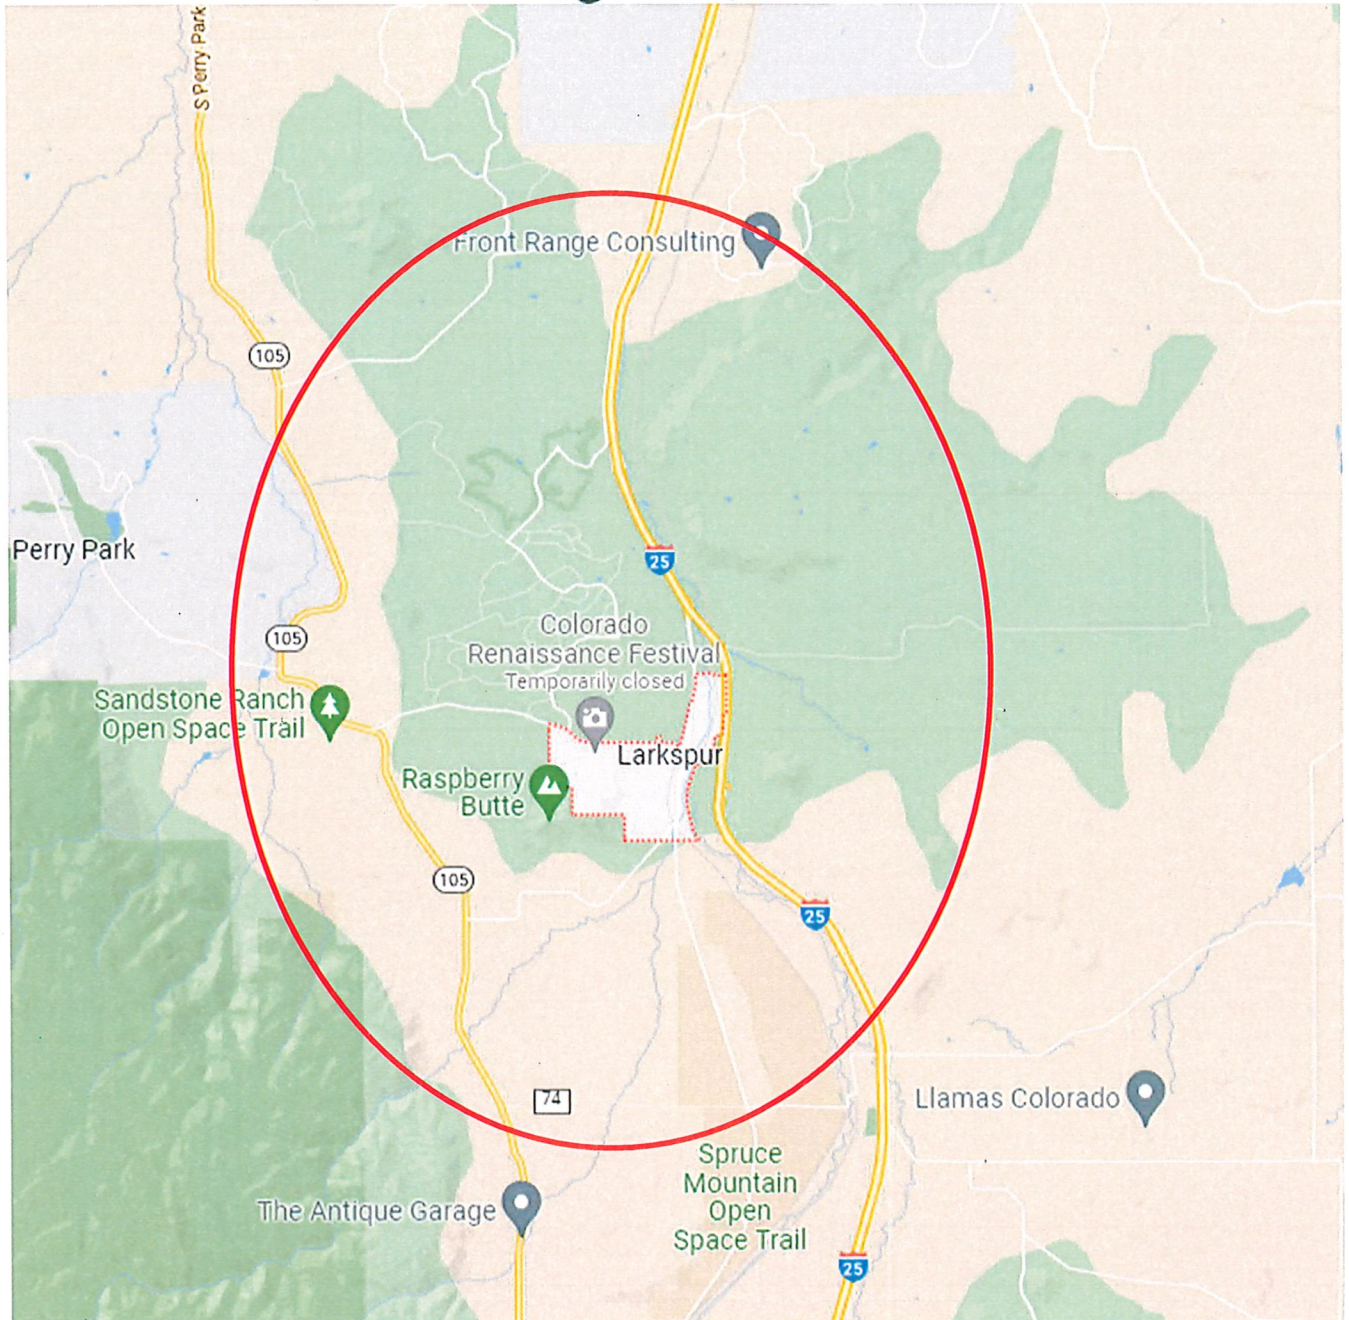 S Perry Park
Front Range Consulting
105
25
Perry Park
105
Colorado
Renaissance Festival
Temporarily closed
Sandstone Ranch
Open Space Trail
Larkspur
Raspberry
Butte
105
25
74
Llamas Colorado
Spruce
Mountain
Open
Space Trail
The Antique Garage
25